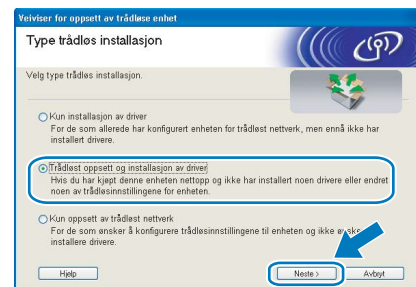 Veiviser for oppsett av trådløse enhet
Type trådløs installasjon
Velg type trådløs installasjon.
Kun installasjon av driver
For de som allerede har konfigurert enheten for trådløst nettverk, men ennå ikke har
installert drivere.
Trådløst oppsett og installasjon av driver
Hvis du har kjøpt denne enheten nettopp og ikke har installert noen drivere eller endret
noen av trådløsinnstillingene for enheten.
Kun oppsett av trådløst nettverk
For de som ønsker å konfigurere trådløsinnstillingene til enheten og ikke ønsker
installere drivere.
Hjelp
Neste >
Avbryt